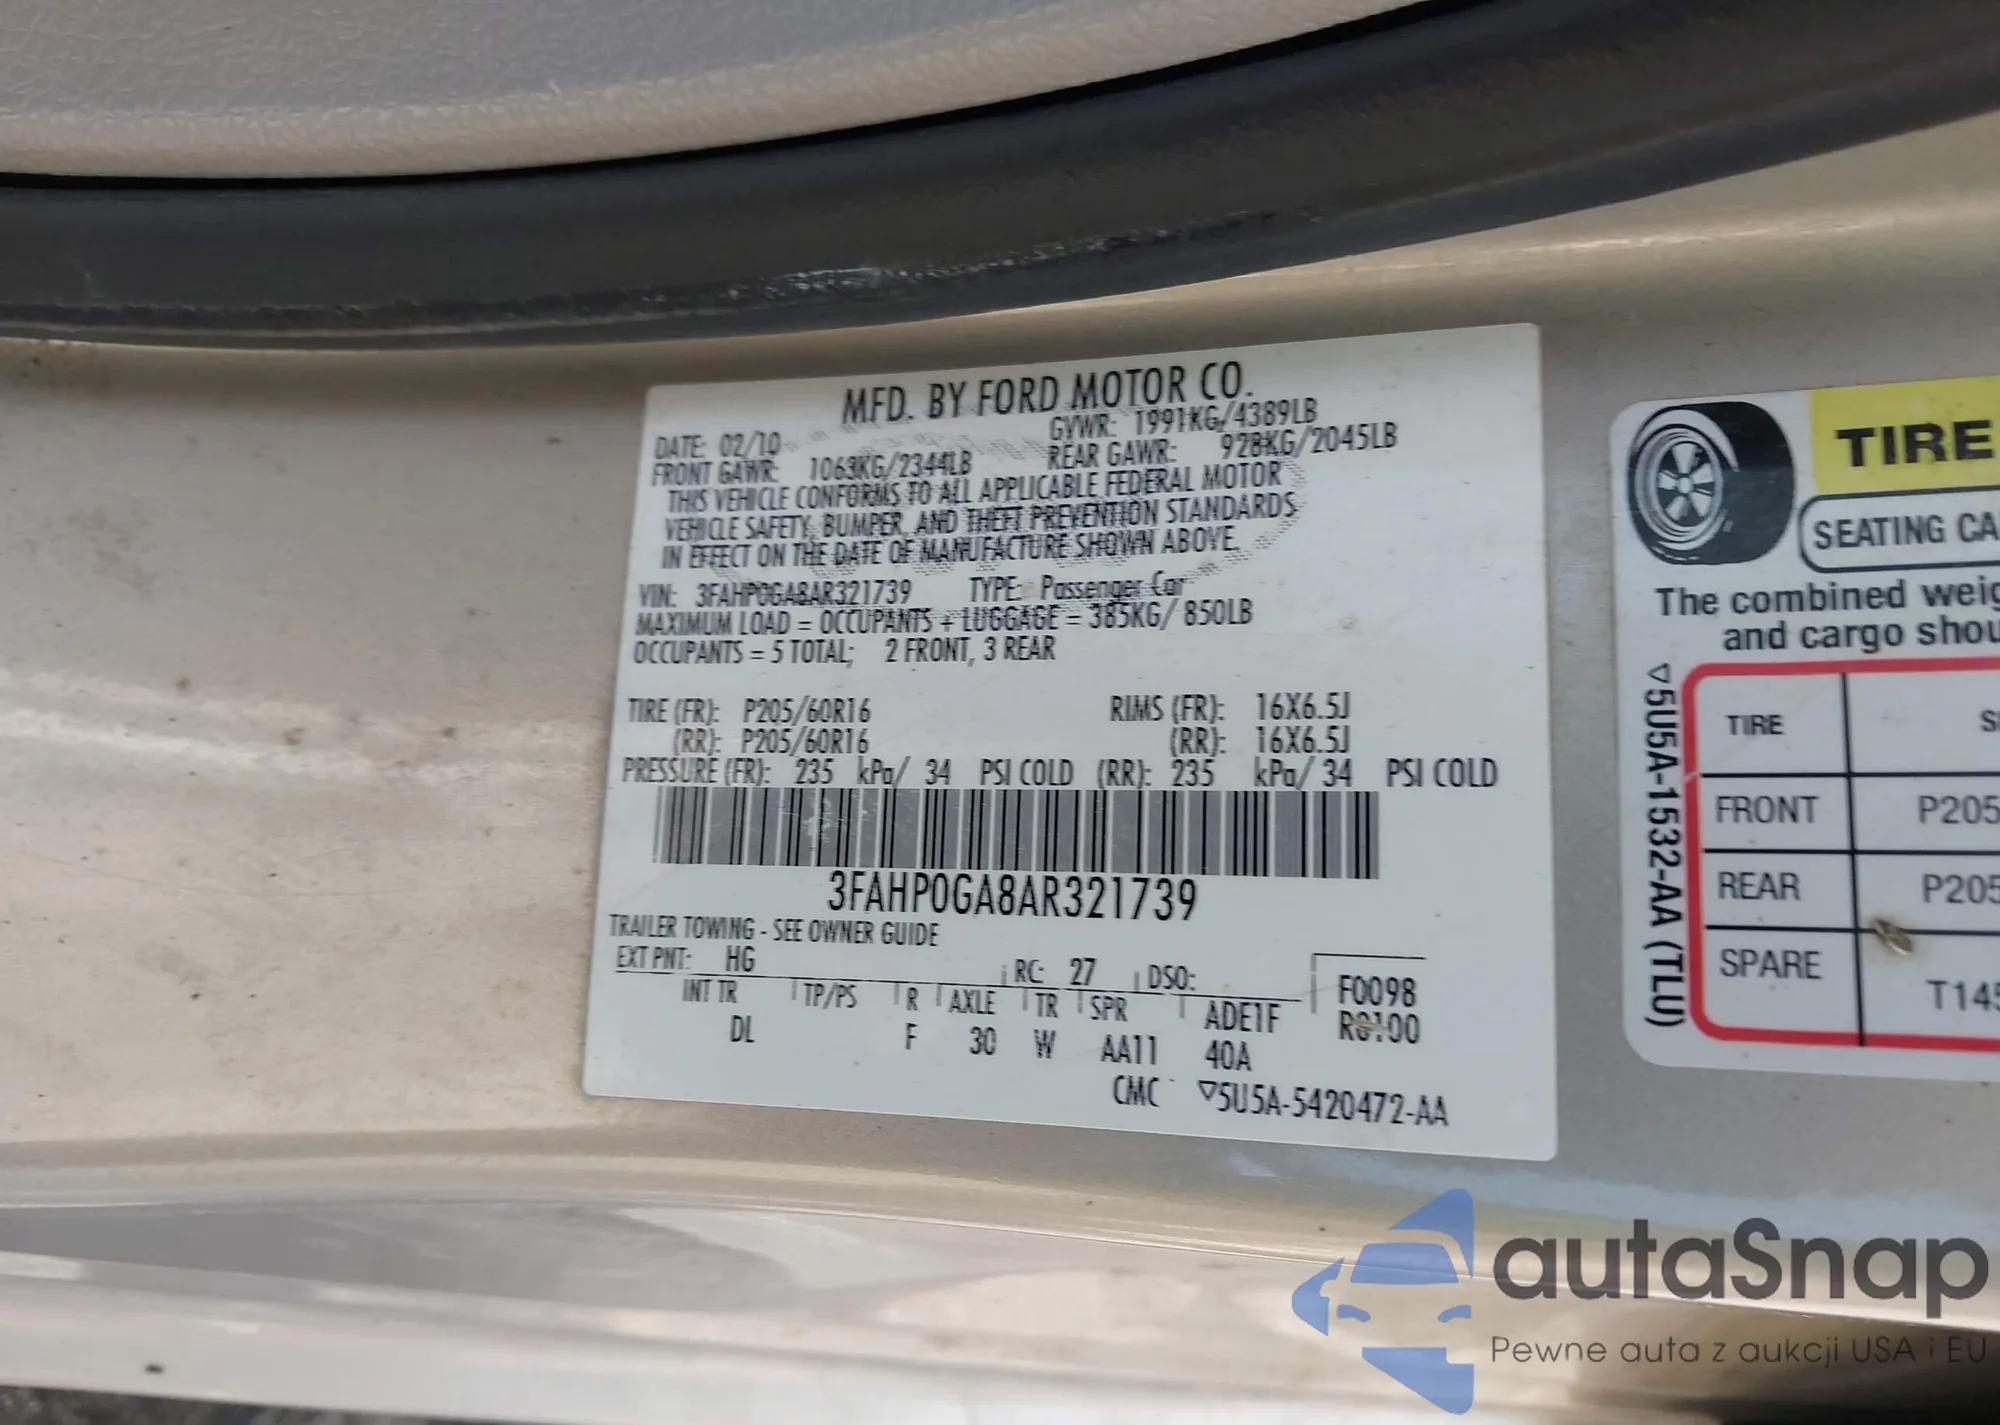 MFD. BY FORD MOTOR CO.
DATE: 02/10 GVWR: 1991KG/4389LB
FRONT GAWR: 1063KG/2344LB REAR GAWR: 928KG/2045LB
THIS VEHICLE CONFORMS TO ALL APPLICABLE FEDERAL MOTOR
VEHICLE SAFETY, BUMPER, AND THEFT PREVENTION STANDARDS
IN EFFECT ON THE DATE OF MANUFACTURE SHOWN ABOVE.
VIN: 3FAHP0GA8AR321739 TYPE: Passenger Car
MAXIMUM LOAD = OCCUPANTS + LUGGAGE = 385KG/ 850LB
OCCUPANTS = 5 TOTAL; 2 FRONT, 3 REAR
TIRE (FR): P205/60R16 RIMS (FR): 16X6.5J
(RR): P205/60R16 (RR): 16X6.5J
PRESSURE (FR): 235 kPa/ 34 PSI COLD (RR): 235 kPa/ 34 PSI COLD
3FAHP0GA8AR321739
TRAILER TOWING - SEE OWNER GUIDE
EXT PNT: HG RC: 27 DSO: F0098
INT TR TP/PS R AXLE TR SPR ADE1F R0100
DL F 30 W AA11 40A
CMC ▽5U5A-5420472-AA
TIRE
SEATING CA
The combined weig
and cargo shou
▽5U5A-1532-AA (TLU)
TIRE S
FRONT P205
REAR P205
SPARE T145
autaSnap
Pewne auta z aukcji USA i EU